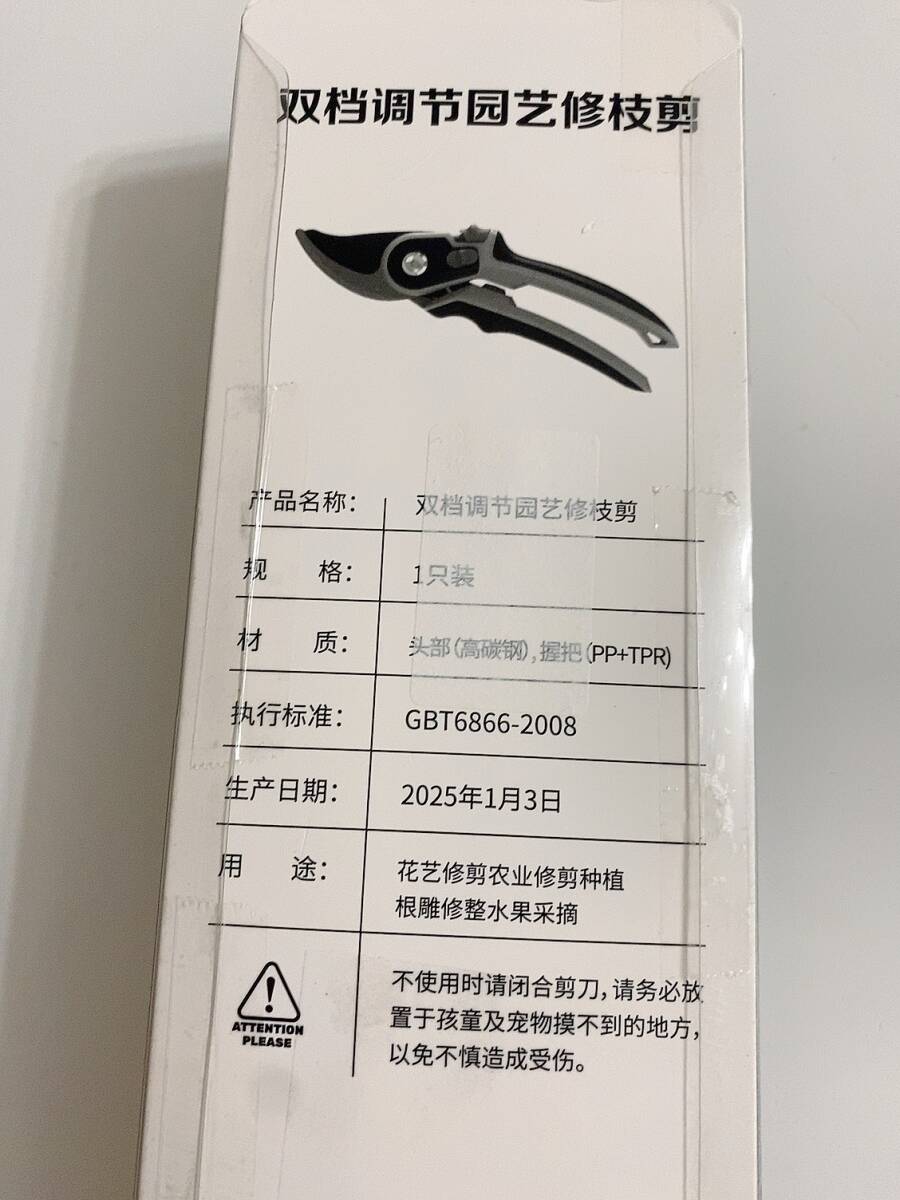 双档调节园艺修枝剪
产品名称： 双档调节园艺修枝剪
规 格： 1只装
材 质： 头部(高碳钢),握把(PP+TPR)
执行标准： GBT6866-2008
生产日期： 2025年1月3日
用 途： 花艺修剪农业修剪种植
根雕修整水果采摘
不使用时请闭合剪刀,请务必放
置于孩童及宠物摸不到的地方，
以免不慎造成受伤。
ATTENTION
PLEASE